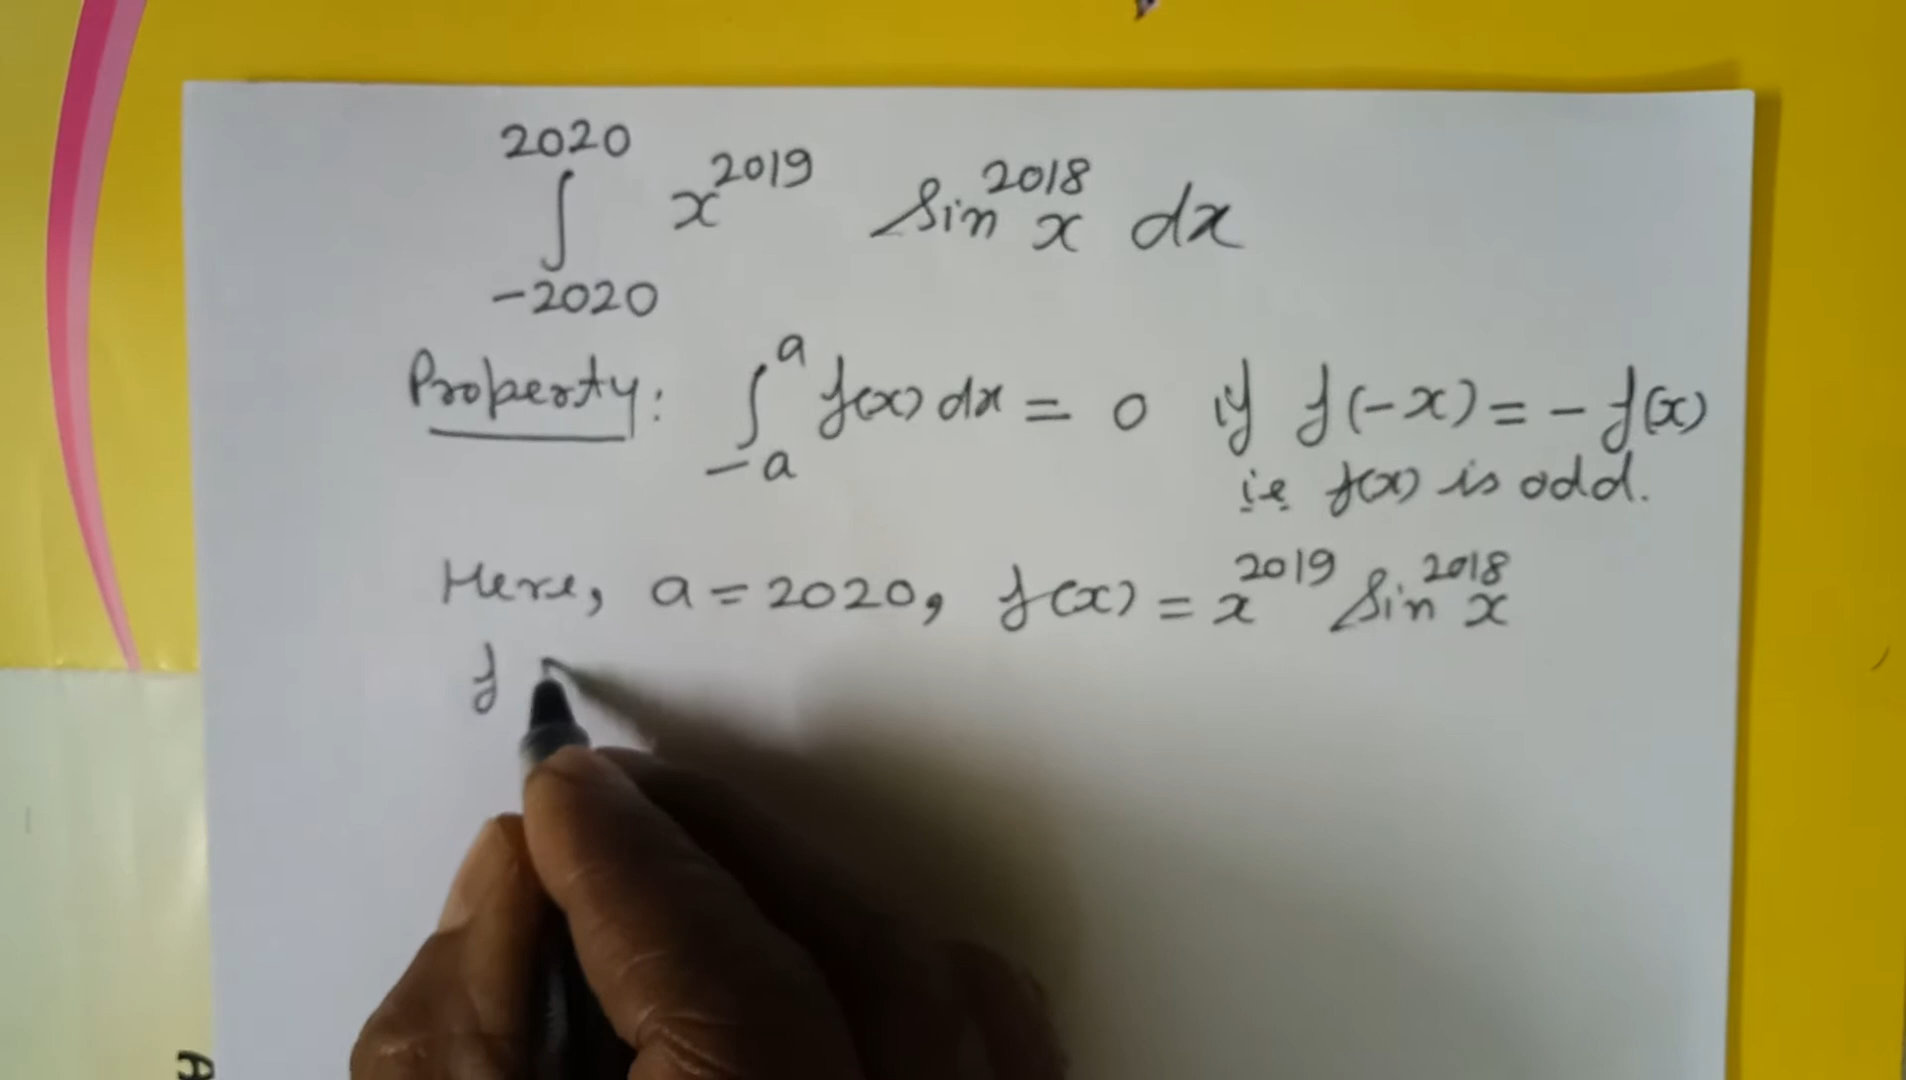 ∫_{-2020}^{2020} x^{2019} Sin^{2018} x dx
Property: ∫_{-a}^{a} f(x) dx = 0 if f(-x) = - f(x)
i.e f(x) is odd.
Here, a = 2020, f(x) = x^{2019} Sin^{2018} x
f
A